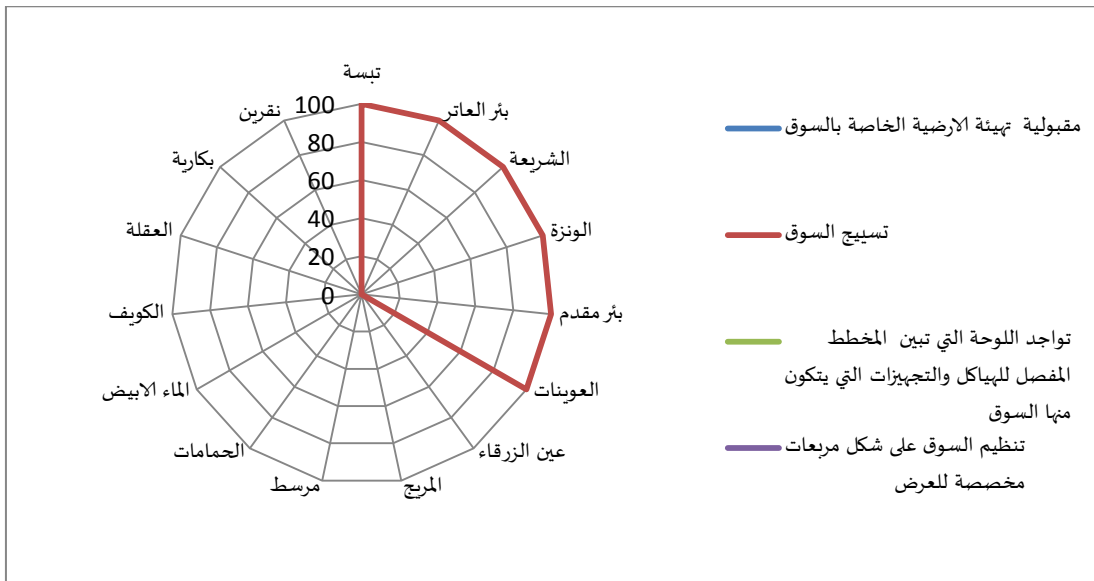 تبسة
بئر العاتر
الشريعة
الونزة
بئر مقدم
العوينات
عين الزرقاء
المريج
مرسط
الحمامات
الماء الابيض
الكويف
العقلة
بكارية
نقرين
100
80
60
40
20
0
مقبولية تهيئة الارضية الخاصة بالسوق
تسييج السوق
تواجد اللوحة التي تبين المخطط
المفصل للهياكل والتجهيزات التي يتكون
منها السوق
تنظيم السوق على شكل مربعات
مخصصة للعرض